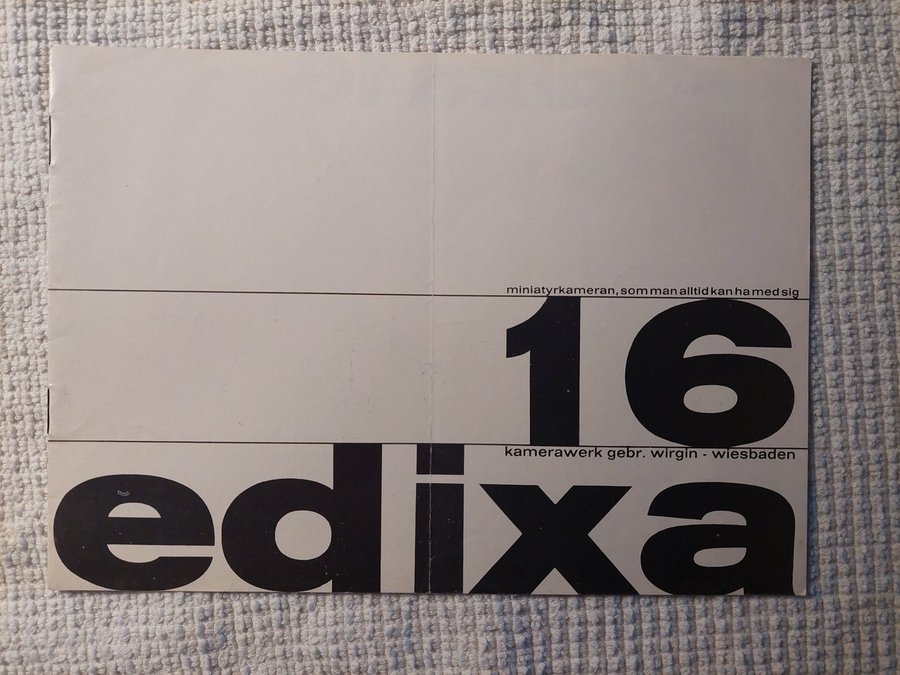 miniatyrkameran, som man alltid kan ha med sig
16
kamerawerk gebr. wirgin - wiesbaden
edixa